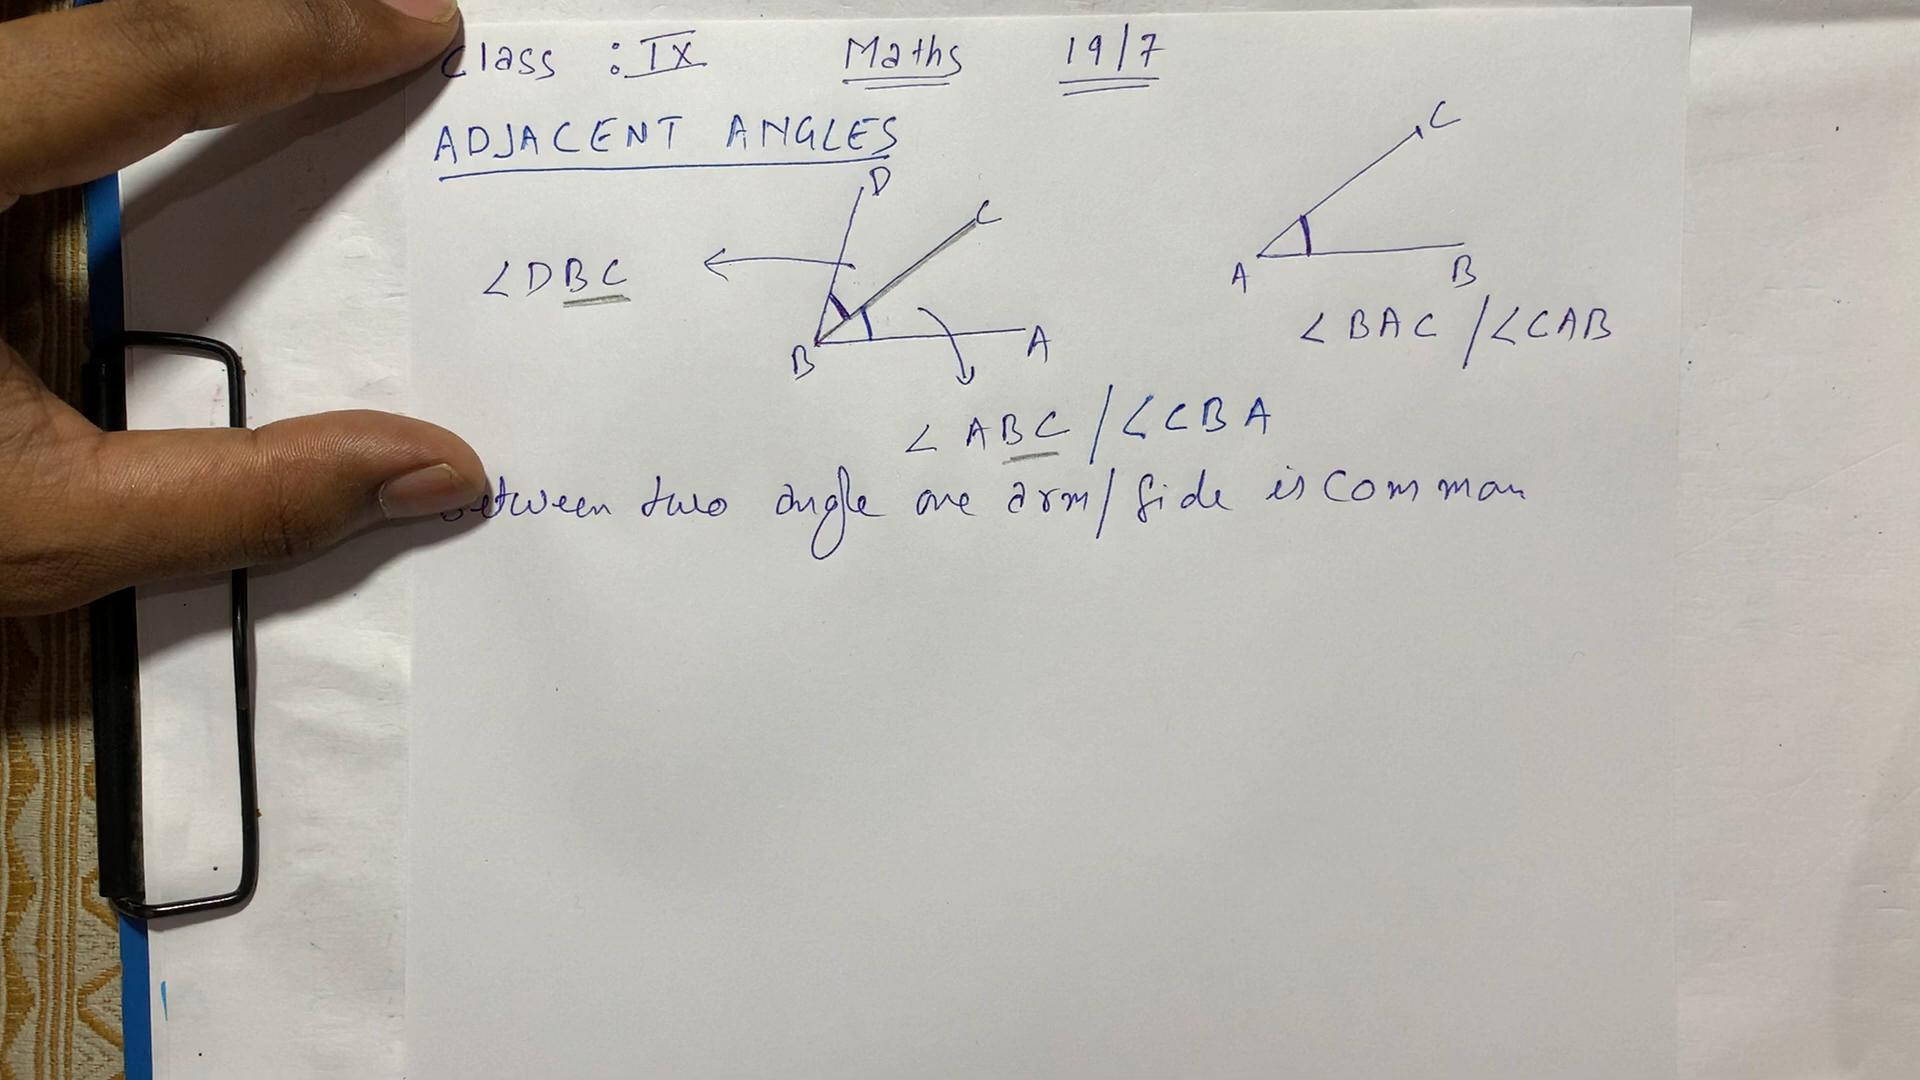 Class : IX Maths 19/7
ADJACENT ANGLES
D
C
B
A
∠DBC
∠ABC / ∠CBA
C
A
B
∠BAC / ∠CAB
Between two angle one arm/side is common